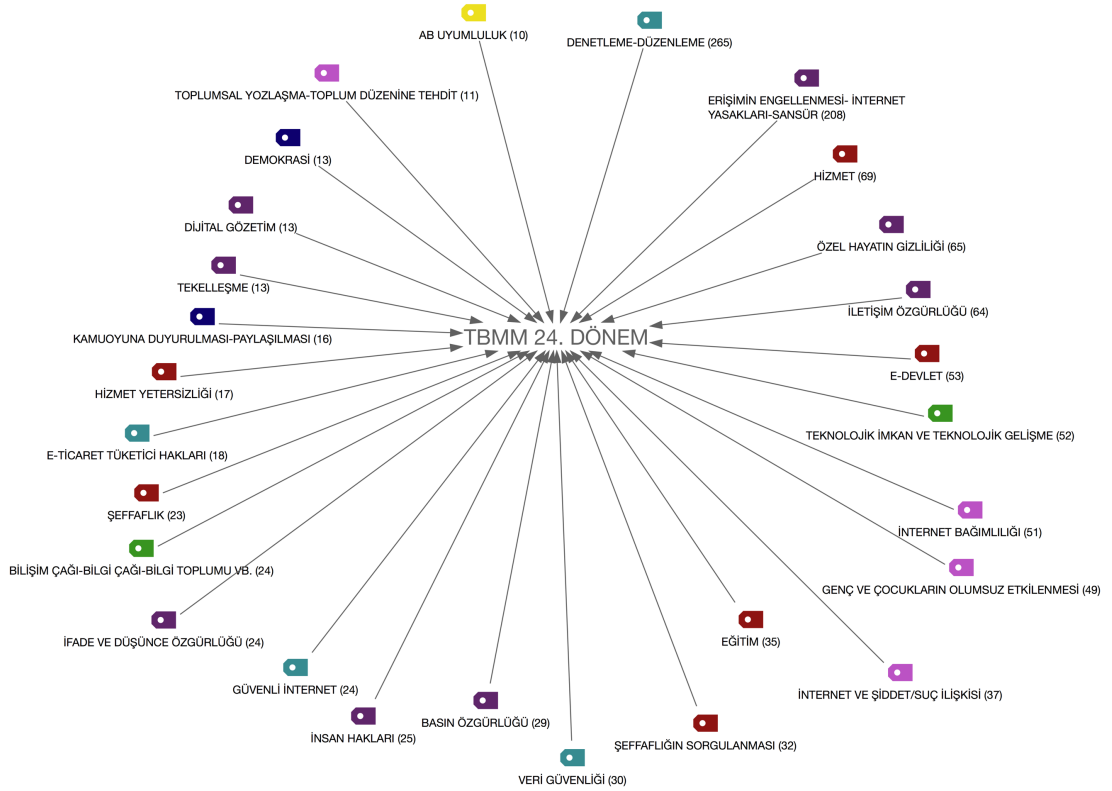 AB UYUMLULUK (10)
DENETLEME-DÜZENLEME (265)
TOPLUMSAL YOZLAŞMA-TOPLUM DÜZENİNE TEHDİT (11)
ERİŞİMİN ENGELLENMESİ- İNTERNET
YASAKLARI-SANSÜR (208)
DEMOKRASİ (13)
HİZMET (69)
DİJİTAL GÖZETİM (13)
ÖZEL HAYATIN GİZLİLİĞİ (65)
TEKELLEŞME (13)
İLETİŞİM ÖZGÜRLÜĞÜ (64)
KAMUOYUNA DUYURULMASI-PAYLAŞILMASI (16)
TBMM 24. DÖNEM
E-DEVLET (53)
HİZMET YETERSİZLİĞİ (17)
TEKNOLOJİK İMKAN VE TEKNOLOJİK GELİŞME (52)
E-TİCARET TÜKETİCİ HAKLARI (18)
ŞEFFAFLIK (23)
İNTERNET BAĞIMLILIĞI (51)
BİLİŞİM ÇAĞI-BİLGİ ÇAĞI-BİLGİ TOPLUMU VB. (24)
GENÇ VE ÇOCUKLARIN OLUMSUZ ETKİLENMESİ (49)
İFADE VE DÜŞÜNCE ÖZGÜRLÜĞÜ (24)
EĞİTİM (35)
GÜVENLİ İNTERNET (24)
İNTERNET VE ŞİDDET/SUÇ İLİŞKİSİ (37)
BASIN ÖZGÜRLÜĞÜ (29)
İNSAN HAKLARI (25)
ŞEFFAFLIĞIN SORGULANMASI (32)
VERİ GÜVENLİĞİ (30)